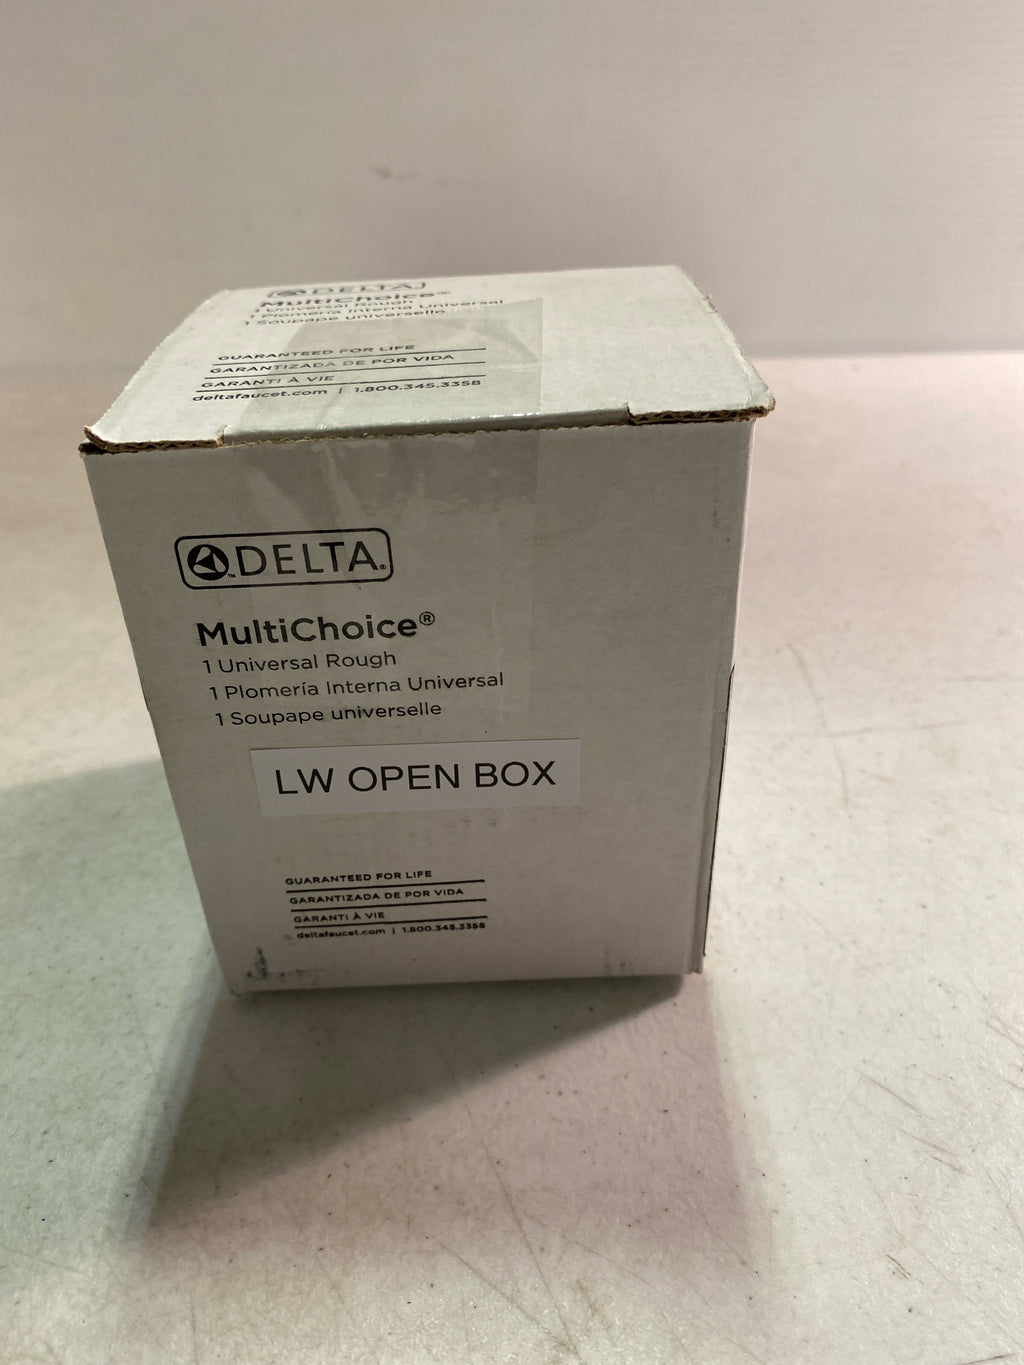 DELTA
MultiChoice®
1 Universal Rough
1 Plomería Interna Universal
1 Soupape universelle
GUARANTEED FOR LIFE
GARANTIZADA DE POR VIDA
GARANTI À VIE
deltafaucet.com | 1.800.345.3358
DELTA™®
MultiChoice®
1 Universal Rough
1 Plomería Interna Universal
1 Soupape universelle
LW OPEN BOX
GUARANTEED FOR LIFE
GARANTIZADA DE POR VIDA
GARANTI À VIE
deltafaucet.com | 1.800.345.3358